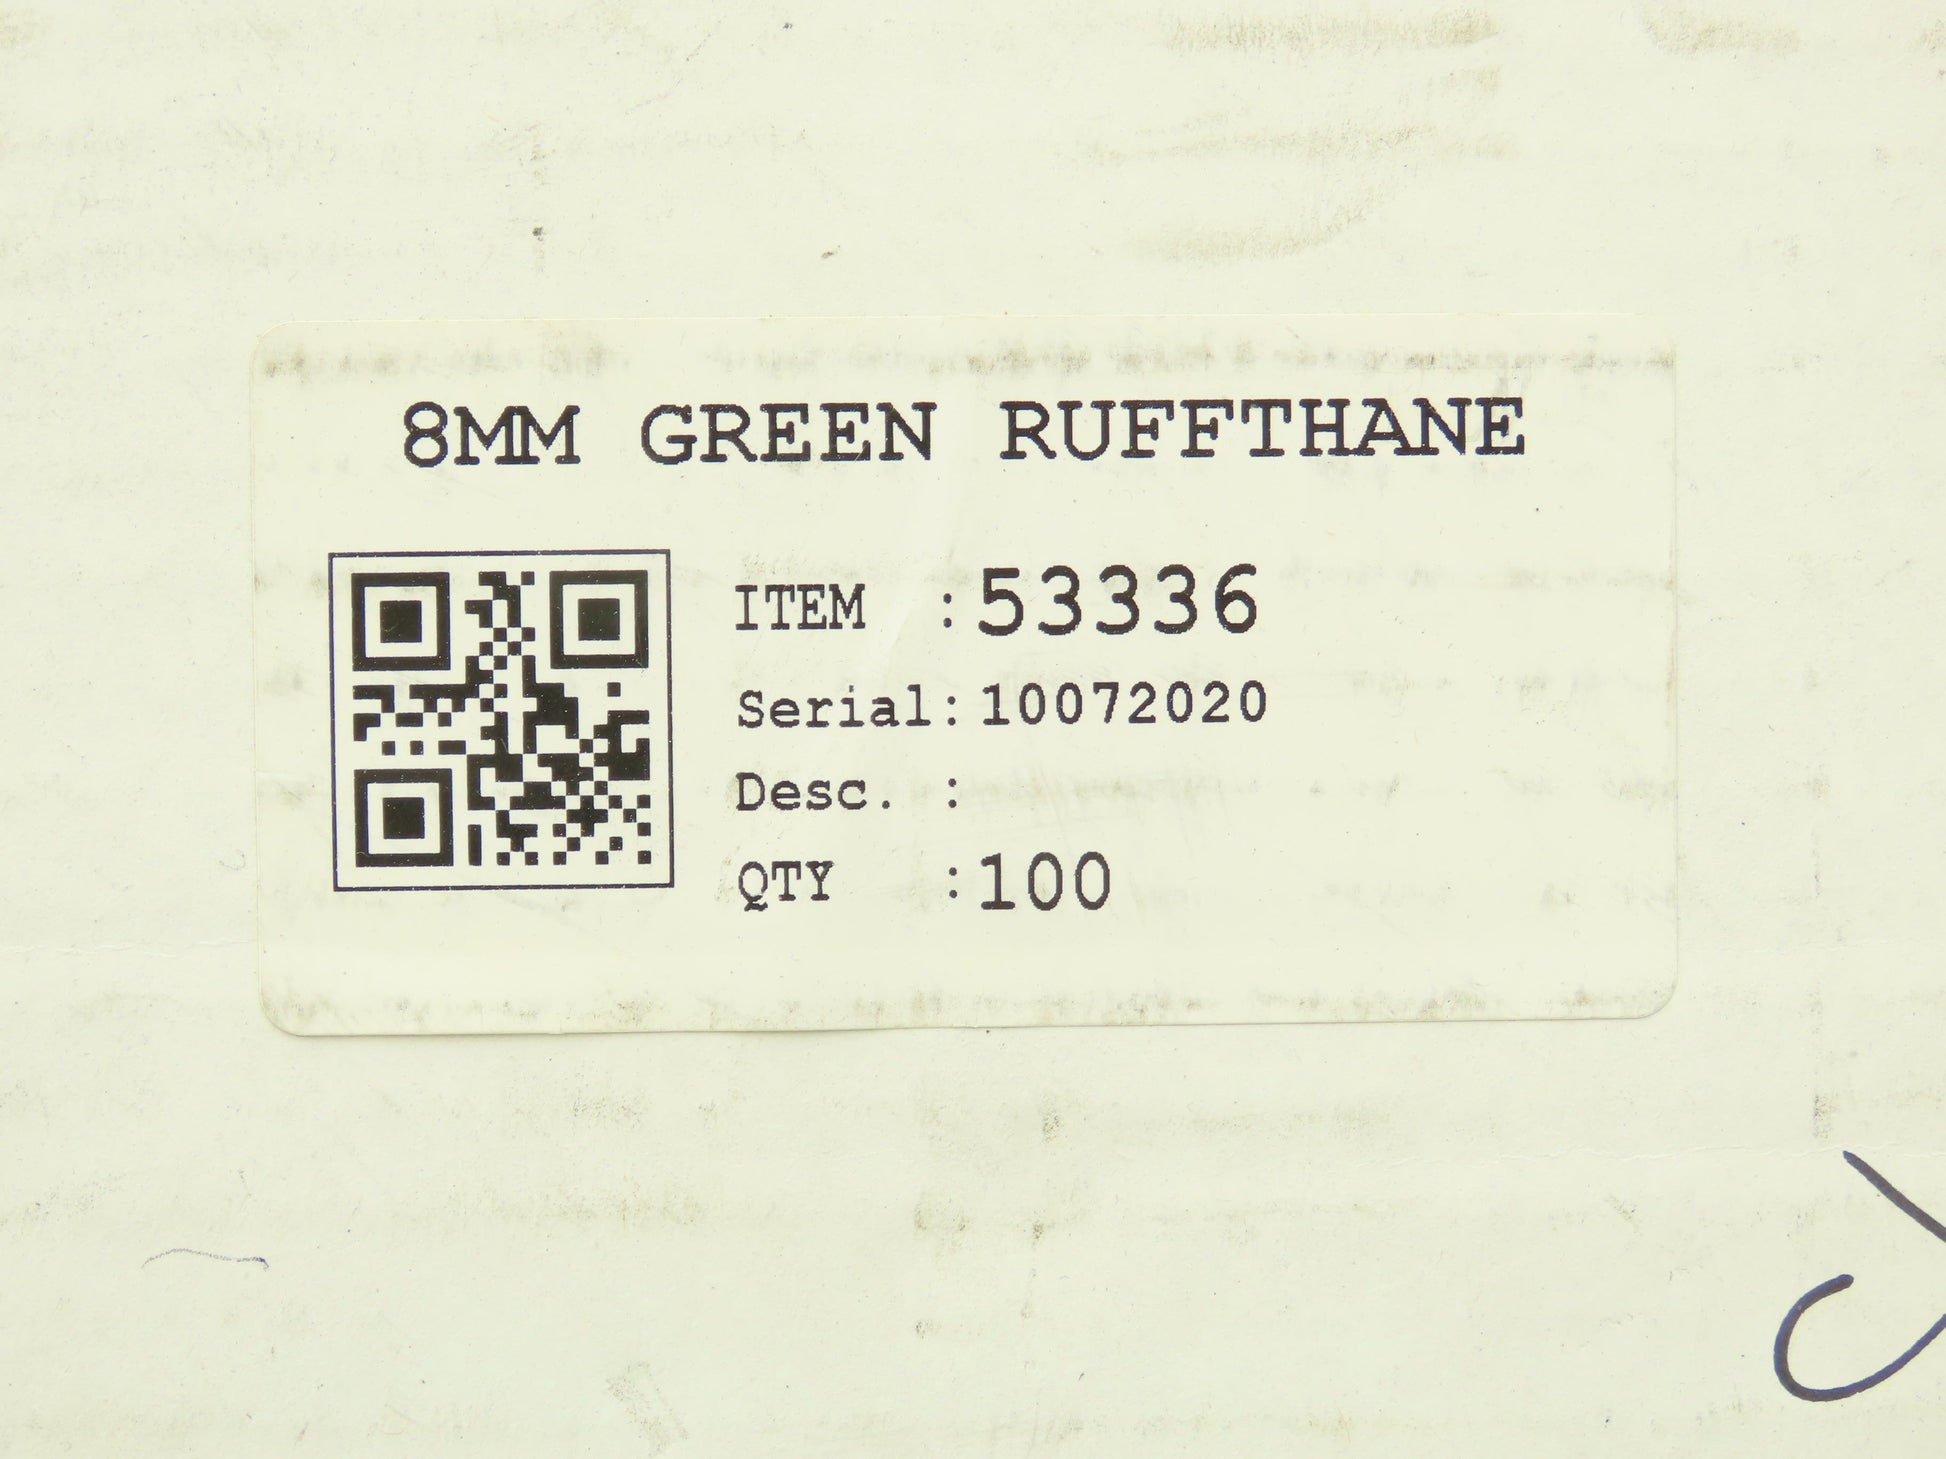 8MM GREEN RUFFTHANE
ITEM :53336
Serial:10072020
Desc. :
QTY :100